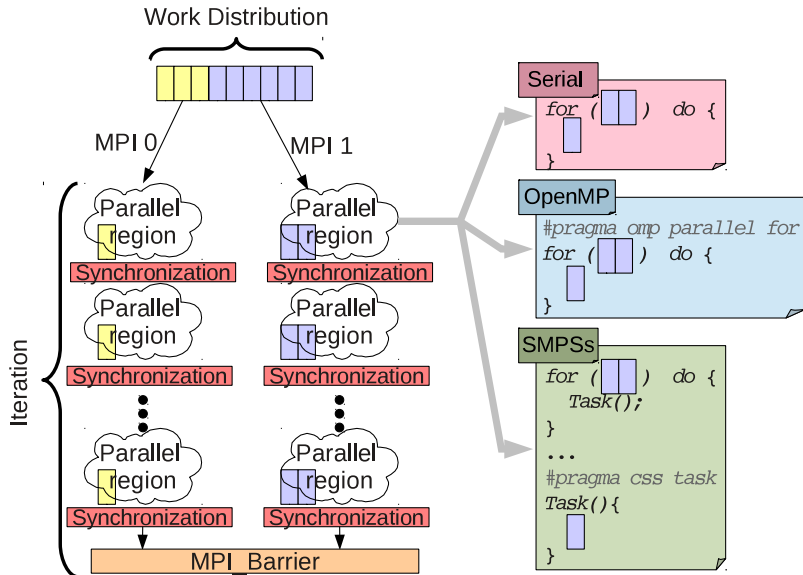 Work Distribution
MPI 0
MPI 1
Iteration
Parallel
region
Synchronization
Parallel
region
Synchronization
Parallel
region
Synchronization
Parallel
region
Synchronization
Parallel
region
Synchronization
Parallel
region
Synchronization
MPI_Barrier
Serial
for ( ) do {
}
OpenMP
#pragma omp parallel for
for ( ) do {
}
SMPSs
for ( ) do {
Task();
}
...
#pragma css task
Task(){
}